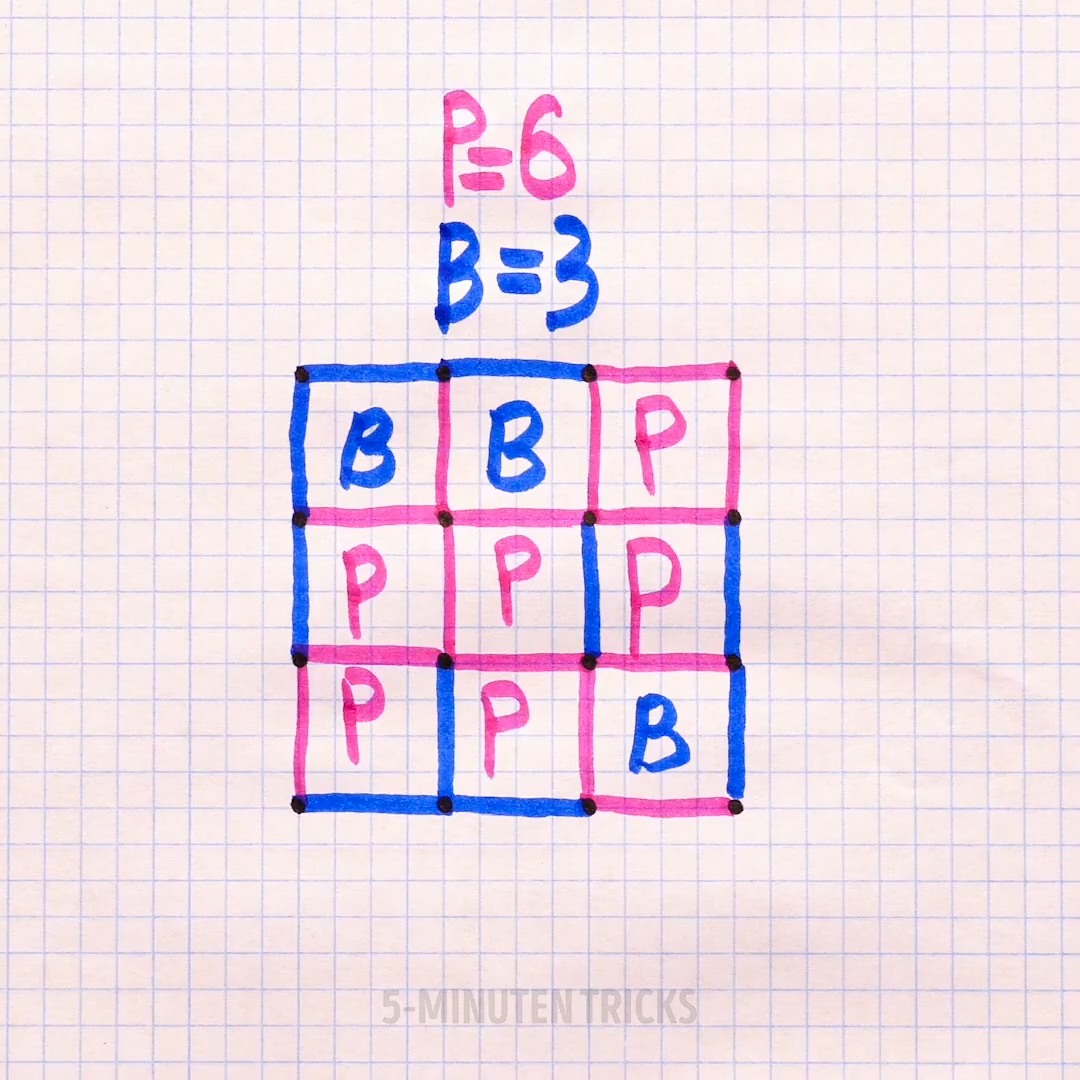 P=6
B=3
B B P
P P P
P P B
5-MINUTEN TRICKS